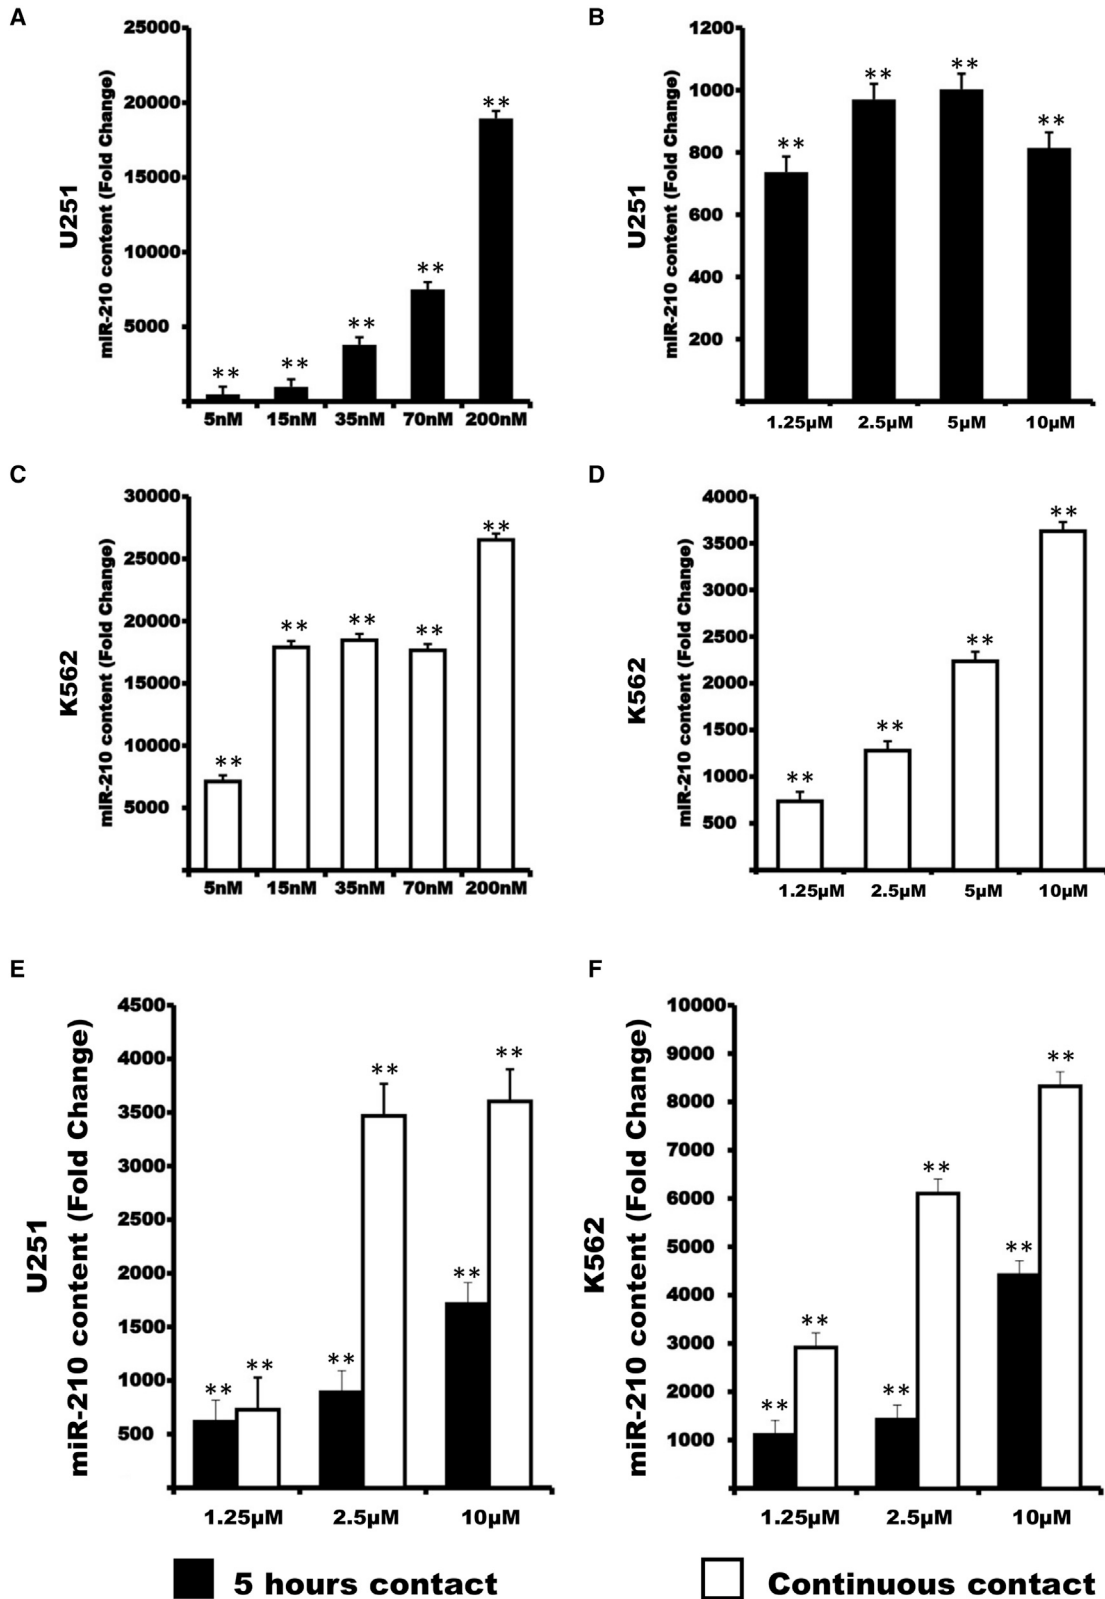 A
U251
miR-210 content (Fold Change)
25000
20000
15000
10000
5000
** ** ** ** **
5nM 15nM 35nM 70nM 200nM
B
U251
miR-210 content (Fold Change)
1200
1000
800
600
400
200
** ** ** **
1.25µM 2.5µM 5µM 10µM
C
K562
miR-210 content (Fold Change)
30000
25000
20000
15000
10000
5000
** ** ** ** **
5nM 15nM 35nM 70nM 200nM
D
K562
miR-210 content (Fold Change)
4000
3500
3000
2500
2000
1500
1000
500
** ** ** **
1.25µM 2.5µM 5µM 10µM
E
U251
miR-210 content (Fold Change)
4500
4000
3500
3000
2500
2000
1500
1000
500
** ** ** ** ** **
1.25µM 2.5µM 10µM
F
K562
miR-210 content (Fold Change)
10000
9000
8000
7000
6000
5000
4000
3000
2000
1000
** ** ** ** ** **
1.25µM 2.5µM 10µM
5 hours contact
Continuous contact